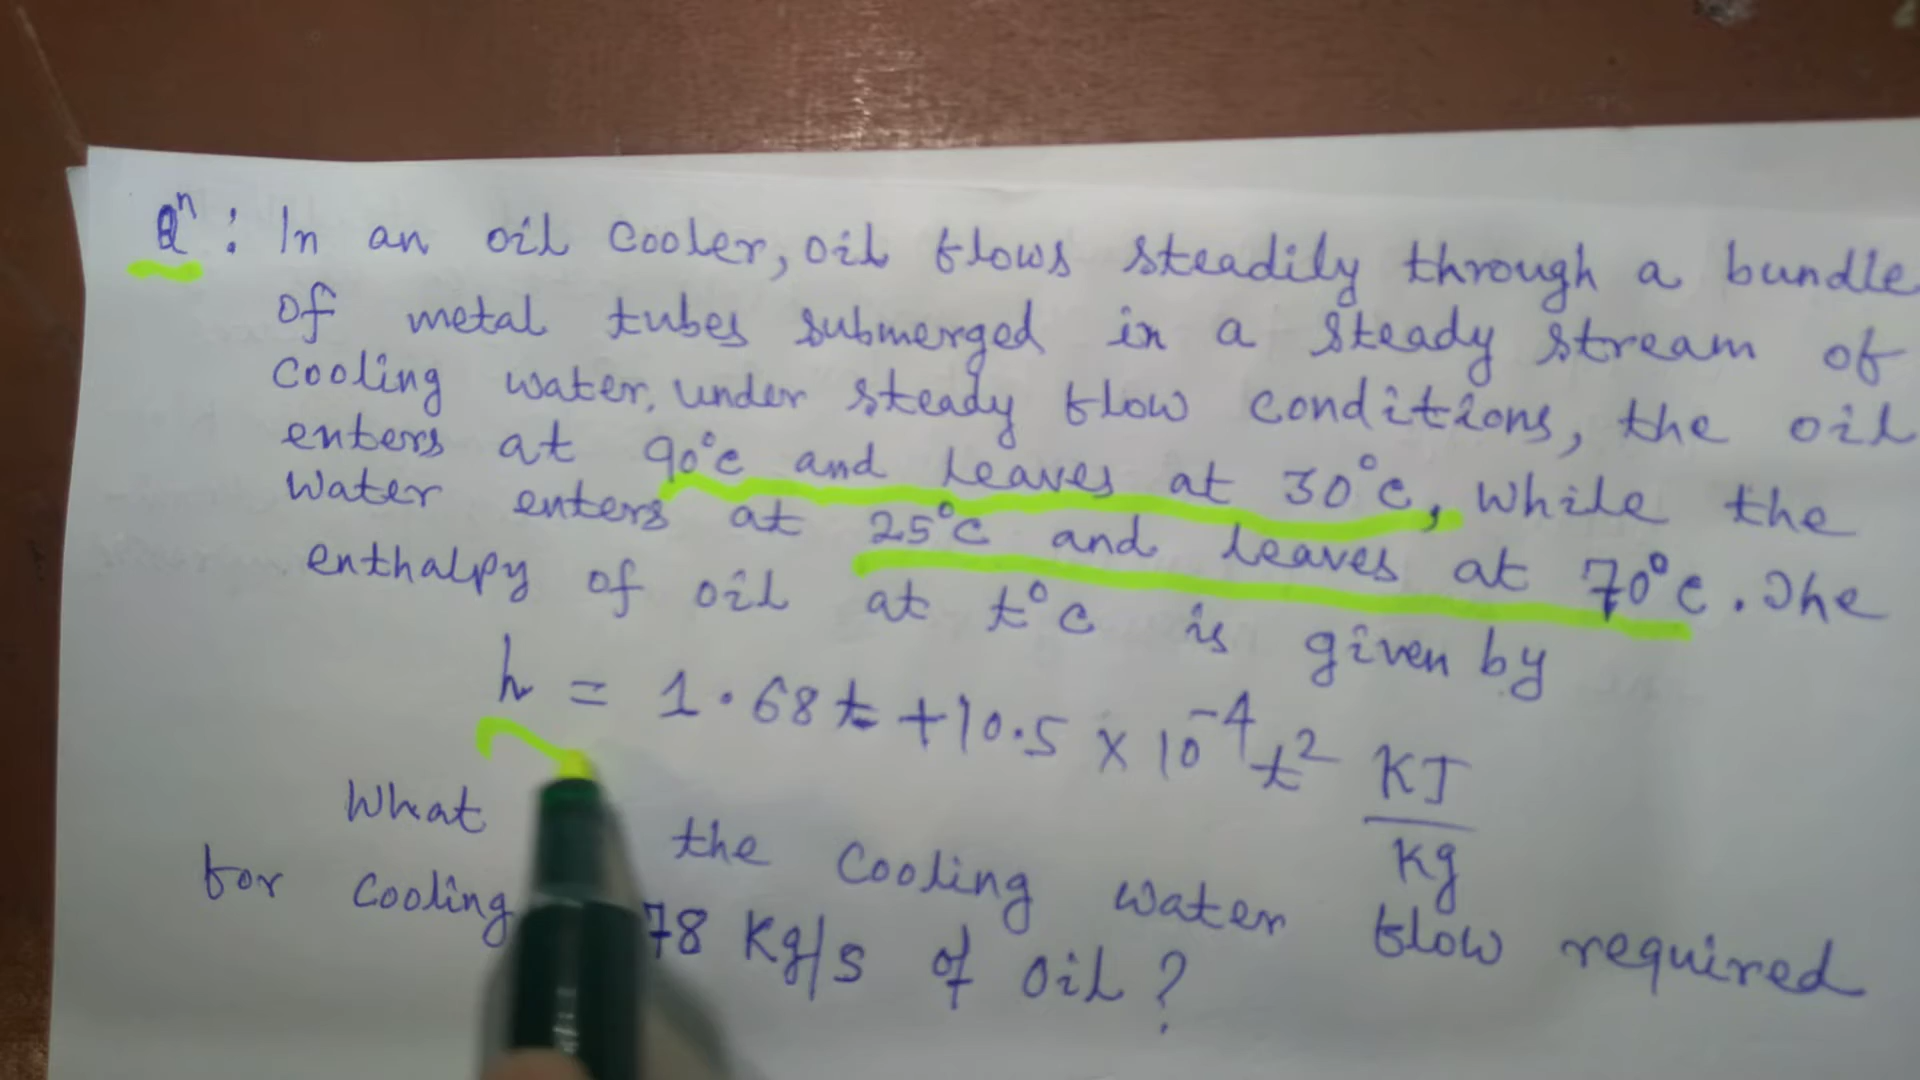 Qⁿ: In an oil cooler, oil flows steadily through a bundle
of metal tubes submerged in a steady stream of
cooling water, under steady flow conditions, the oil
enters at 90°c and leaves at 30°c, while the
water enters at 25°c and leaves at 70°c. The
enthalpy of oil at t°c is given by
h = 1.68t + 10.5 × 10⁻⁴t² KJ/Kg
What the cooling water flow required
for cooling 78 Kg/s of oil?